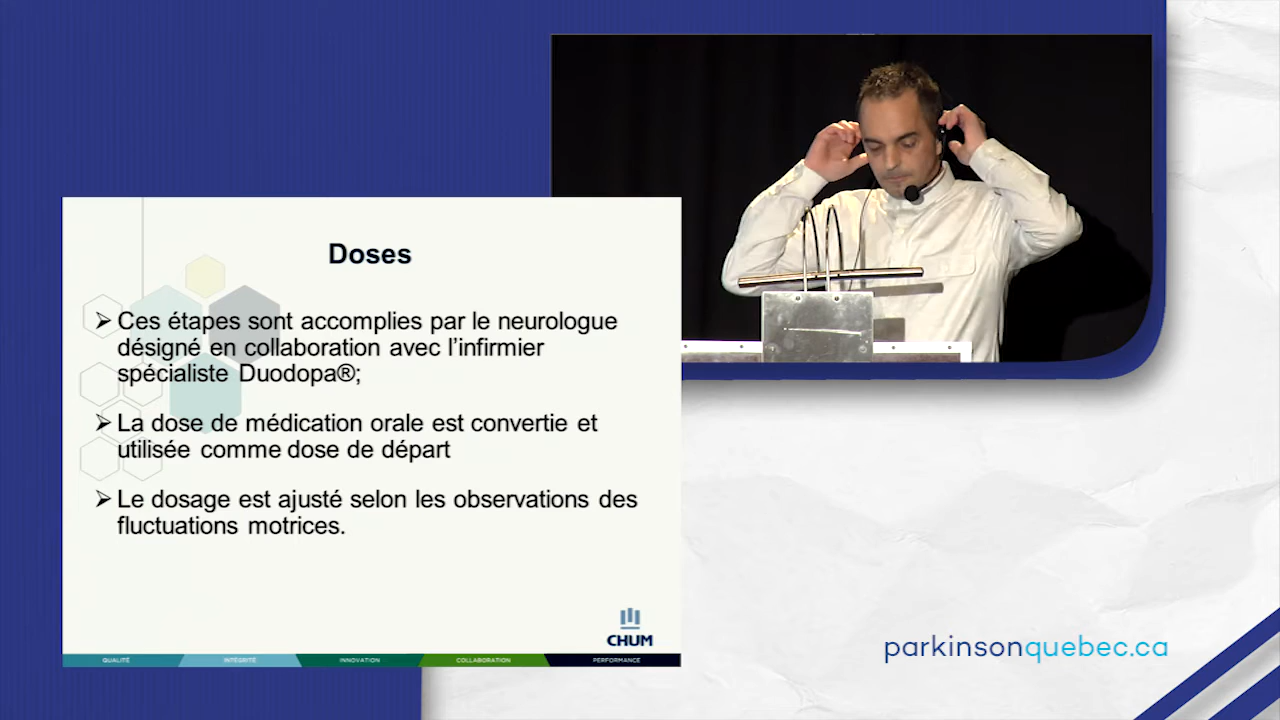 Doses
➢ Ces étapes sont accomplies par le neurologue
désigné en collaboration avec l’infirmier
spécialiste Duodopa®;
➢ La dose de médication orale est convertie et
utilisée comme dose de départ
➢ Le dosage est ajusté selon les observations des
fluctuations motrices.
CHUM
QUALITÉ INTÉGRITÉ INNOVATION COLLABORATION PERFORMANCE
parkinsonquebec.ca